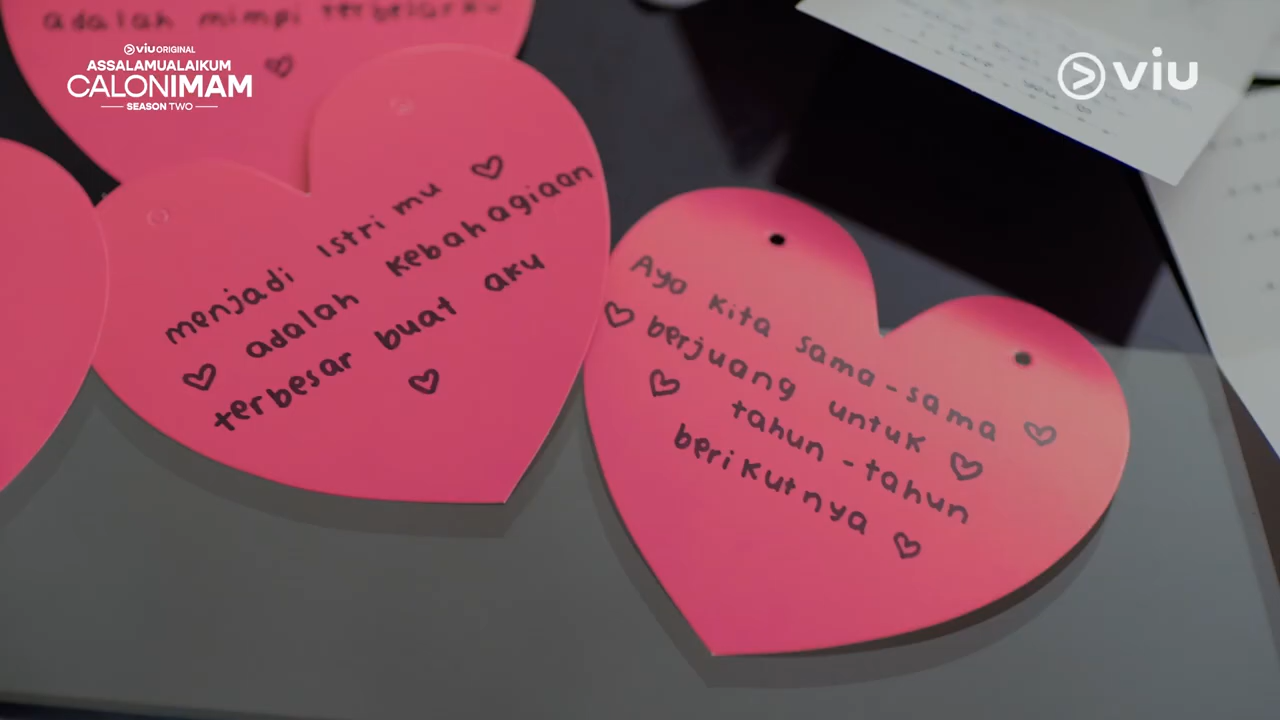 adalah mimpi terbesarku
viu ORIGINAL
ASSALAMUALAIKUM
CALONIMAM
SEASON TWO
viu
menjadi istri mu
adalah kebahagiaan
terbesar buat aku
Ayo kita sama-sama
berjuang untuk
tahun-tahun
berikutnya